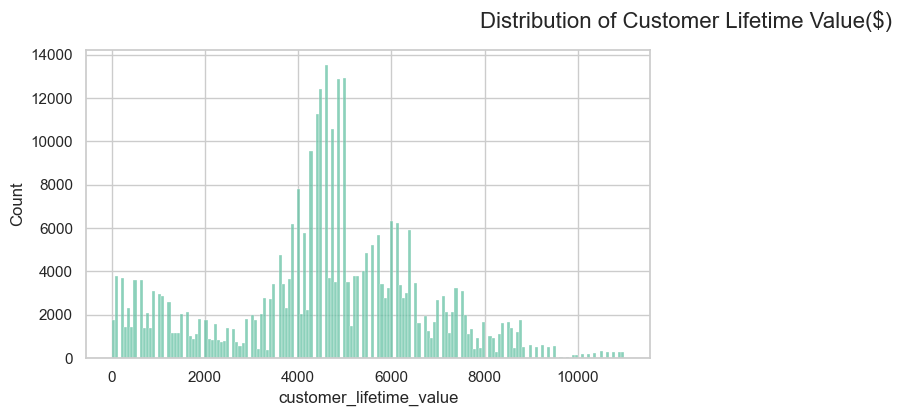 Distribution of Customer Lifetime Value($)
14000
12000
10000
8000
6000
4000
2000
0
Count
0 2000 4000 6000 8000 10000
customer_lifetime_value